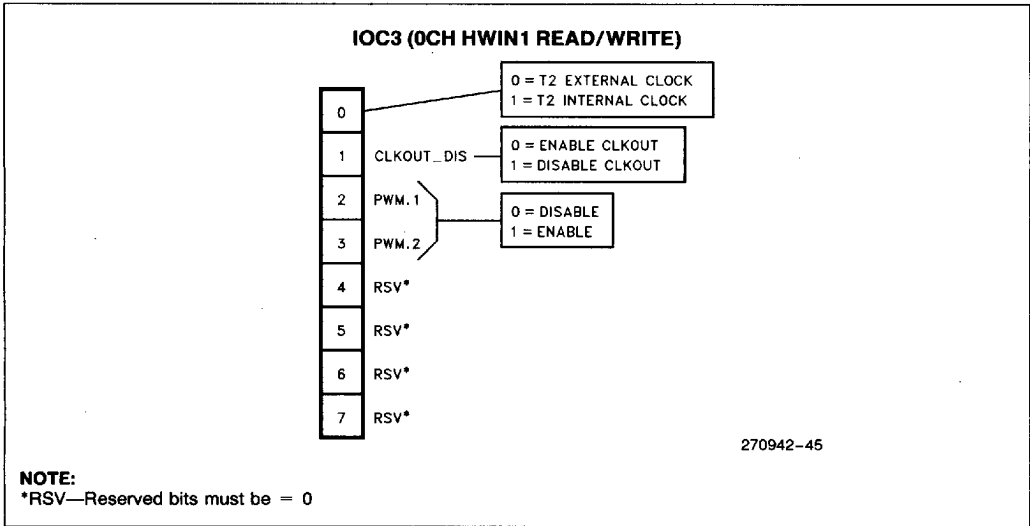 IOC3 (0CH HWIN1 READ/WRITE)
0 = T2 EXTERNAL CLOCK
1 = T2 INTERNAL CLOCK
0
1 CLKOUT_DIS
0 = ENABLE CLKOUT
1 = DISABLE CLKOUT
2 PWM.1
3 PWM.2
0 = DISABLE
1 = ENABLE
4 RSV*
5 RSV*
6 RSV*
7 RSV*
270942-45
NOTE:
*RSV—Reserved bits must be = 0